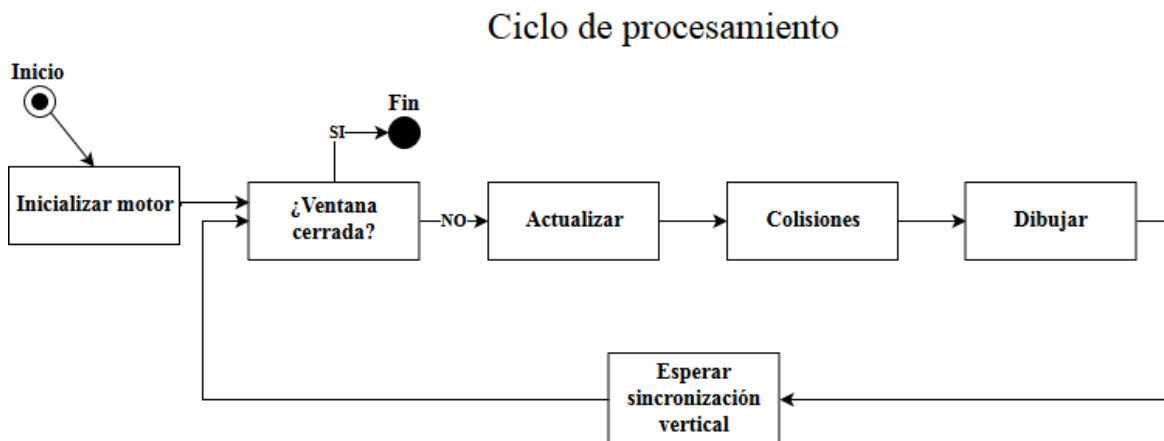 Ciclo de procesamiento
Inicio
Fin
SI
Inicializar motor
¿Ventana
cerrada?
NO
Actualizar
Colisiones
Dibujar
Esperar
sincronización
vertical